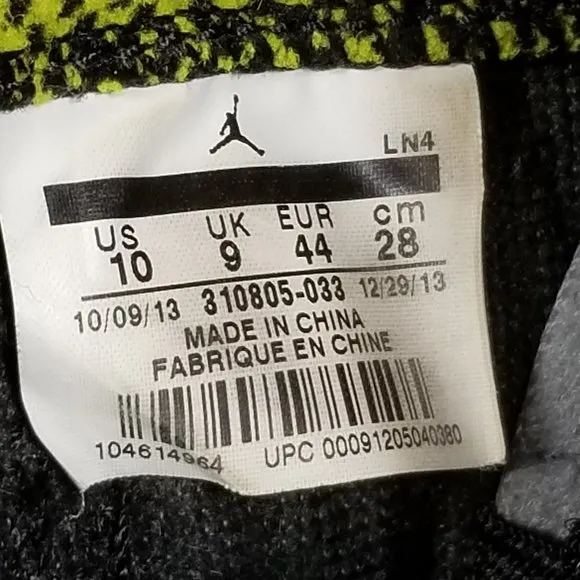 LN4
US UK EUR cm
10 9 44 28
10/09/13 310805-033 12/29/13
MADE IN CHINA
FABRIQUE EN CHINE
104614964 UPC 00091205040380